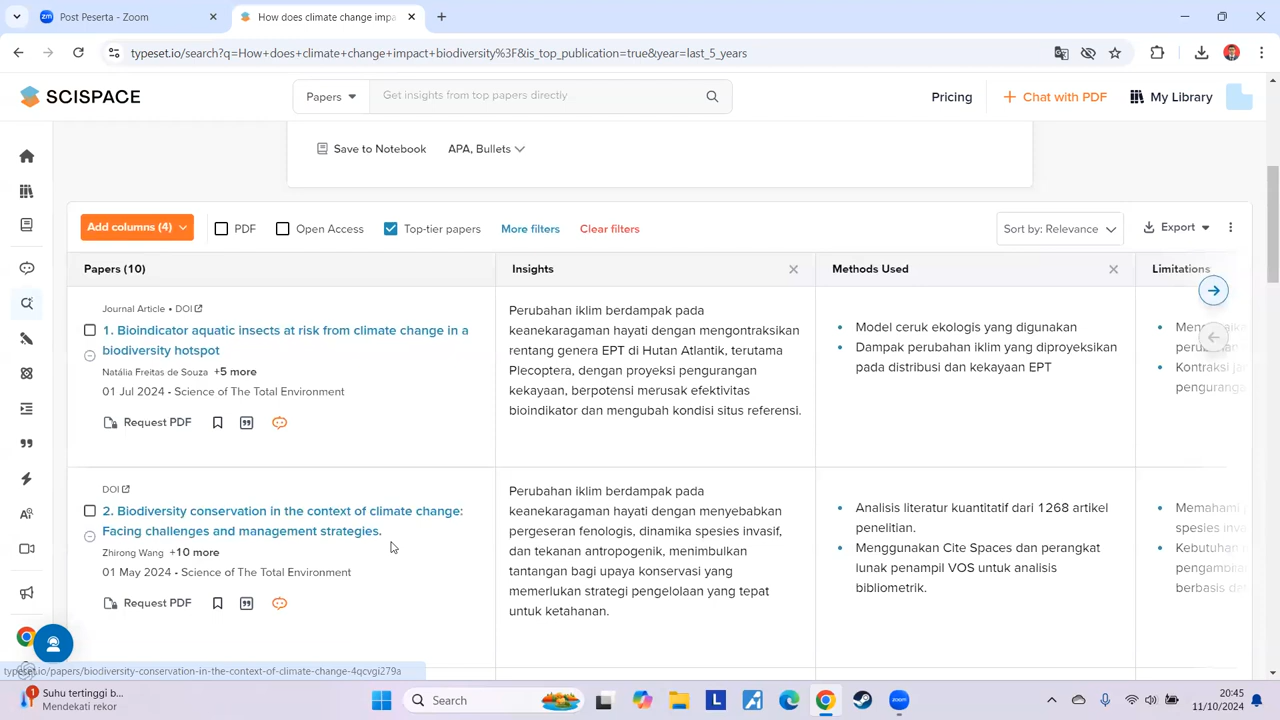 Post Peserta - Zoom
How does climate change impa
typeset.io/search?q=How+does+climate+change+impact+biodiversity%3F&is_top_publication=true&year=last_5_years
SCISPACE
Papers
Get insights from top papers directly
Pricing
Chat with PDF
My Library
Save to Notebook
APA, Bullets
Add columns (4)
PDF
Open Access
Top-tier papers
More filters
Clear filters
Sort by: Relevance
Export
Papers (10)
Insights
Methods Used
Limitations
Journal Article • DOI
1. Bioindicator aquatic insects at risk from climate change in a
biodiversity hotspot
Natália Freitas de Souza +5 more
01 Jul 2024 - Science of The Total Environment
Request PDF
Perubahan iklim berdampak pada
keanekaragaman hayati dengan mengontraksikan
rentang genera EPT di Hutan Atlantik, terutama
Plecoptera, dengan proyeksi pengurangan
kekayaan, berpotensi merusak efektivitas
bioindikator dan mengubah kondisi situs referensi.
• Model ceruk ekologis yang digunakan
• Dampak perubahan iklim yang diproyeksikan
pada distribusi dan kekayaan EPT
• Kontraksi
DOI
2. Biodiversity conservation in the context of climate change:
Facing challenges and management strategies.
Zhirong Wang +10 more
01 May 2024 - Science of The Total Environment
Request PDF
Perubahan iklim berdampak pada
keanekaragaman hayati dengan menyebabkan
pergeseran fenologis, dinamika spesies invasif,
dan tekanan antropogenik, menimbulkan
tantangan bagi upaya konservasi yang
memerlukan strategi pengelolaan yang tepat
untuk ketahanan.
• Analisis literatur kuantitatif dari 1268 artikel
penelitian.
• Menggunakan Cite Spaces dan perangkat
lunak penampil VOS untuk analisis
bibliometrik.
spesies
berbasis
typeset.io/papers/biodiversity-conservation-in-the-context-of-climate-change-4qcvgi279a
1
Suhu tertinggi b...
Mendekati rekor
Search
20:45
11/10/2024